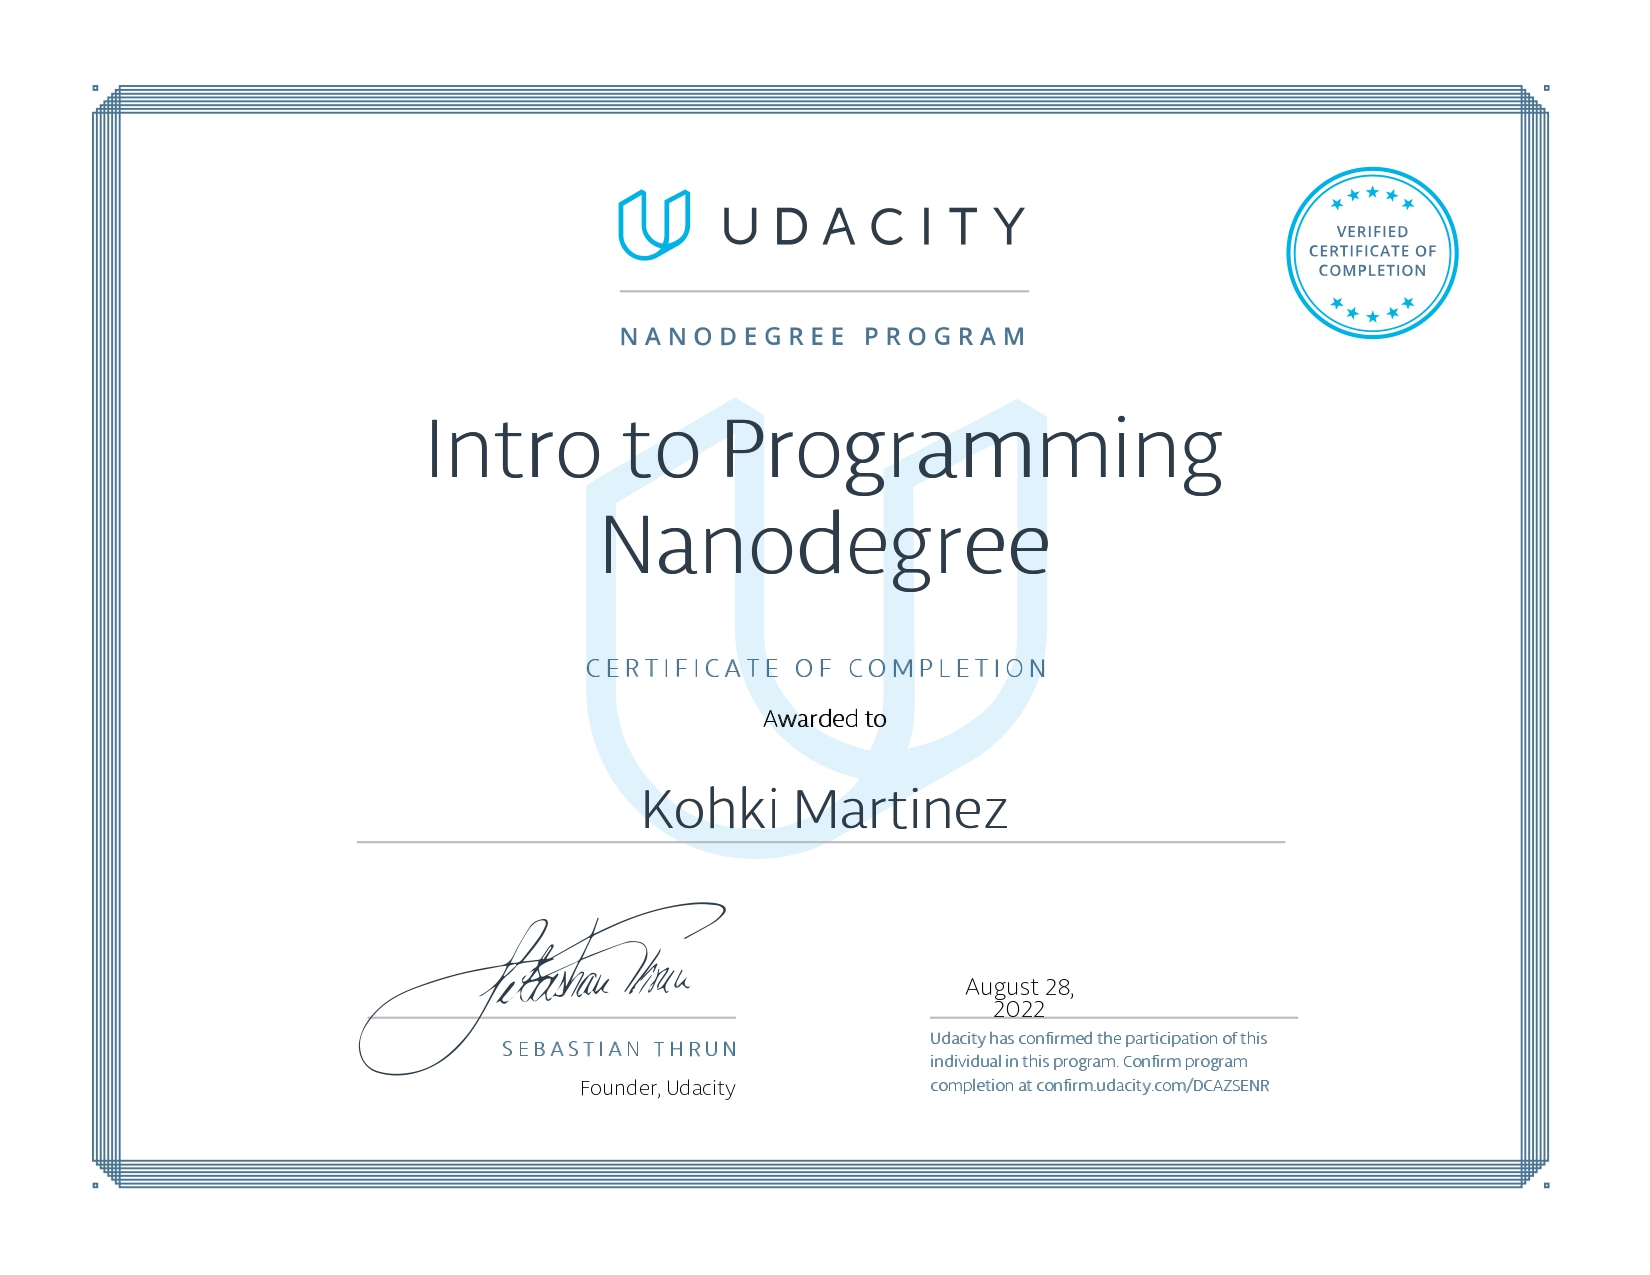 UDACITY
VERIFIED
CERTIFICATE OF
COMPLETION
NANODEGREE PROGRAM
Intro to Programming
Nanodegree
CERTIFICATE OF COMPLETION
Awarded to
Kohki Martinez
Sebastian Thrun
August 28,
2022
SEBASTIAN THRUN
Founder, Udacity
Udacity has confirmed the participation of this
individual in this program. Confirm program
completion at confirm.udacity.com/DCAZSENR